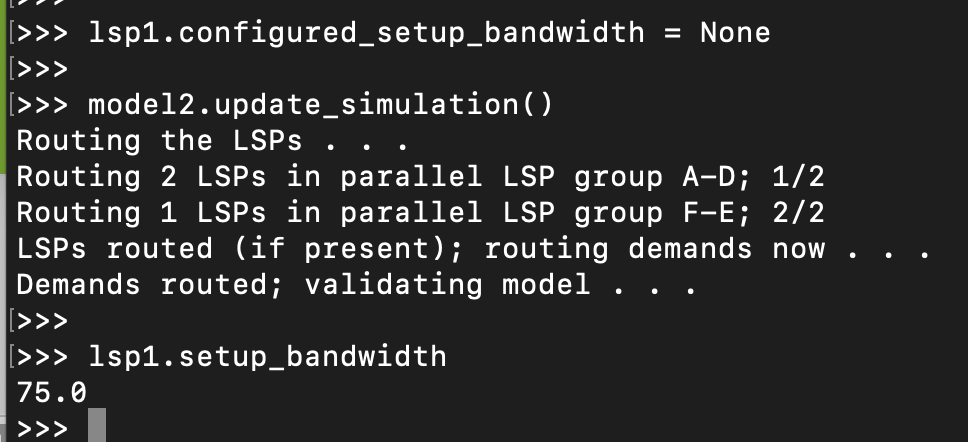 >>>
>>> lsp1.configured_setup_bandwidth = None
>>>
>>> model2.update_simulation()
Routing the LSPs . . .
Routing 2 LSPs in parallel LSP group A-D; 1/2
Routing 1 LSPs in parallel LSP group F-E; 2/2
LSPs routed (if present); routing demands now . . .
Demands routed; validating model . . .
>>>
>>> lsp1.setup_bandwidth
75.0
>>>